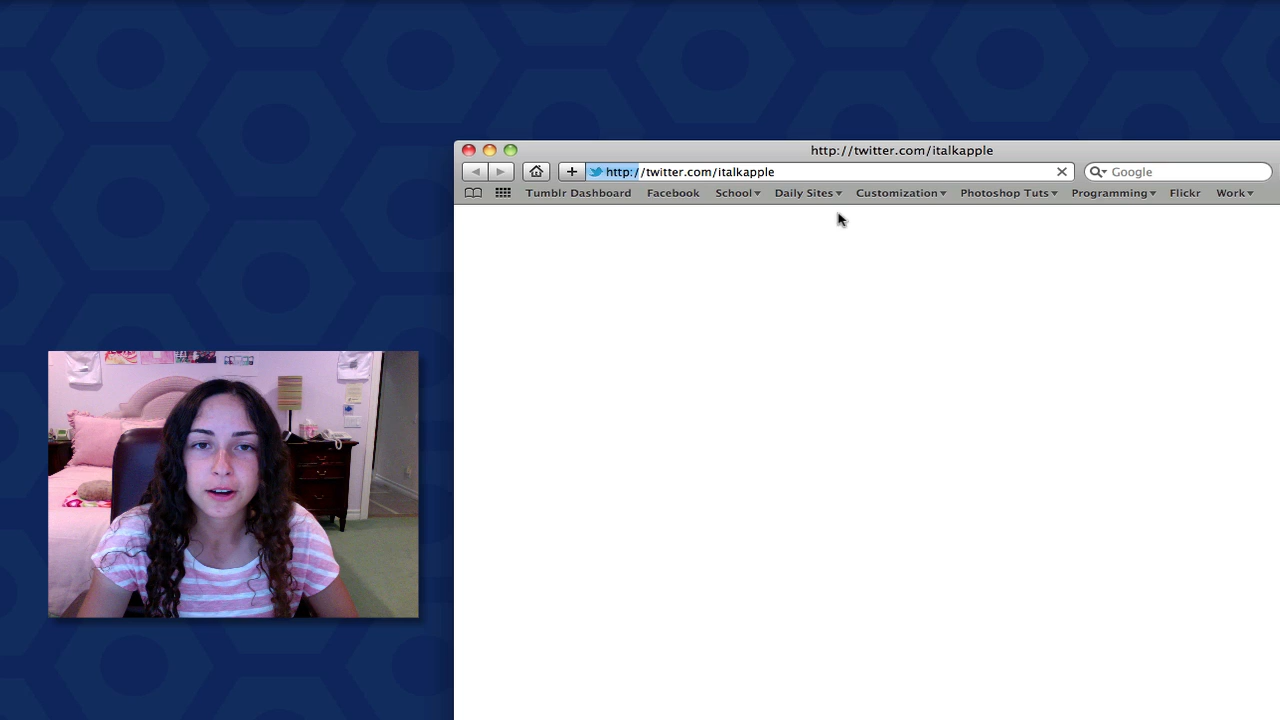 http://twitter.com/italkapple
http://twitter.com/italkapple
Google
Tumblr Dashboard Facebook School Daily Sites Customization Photoshop Tuts Programming Flickr Work